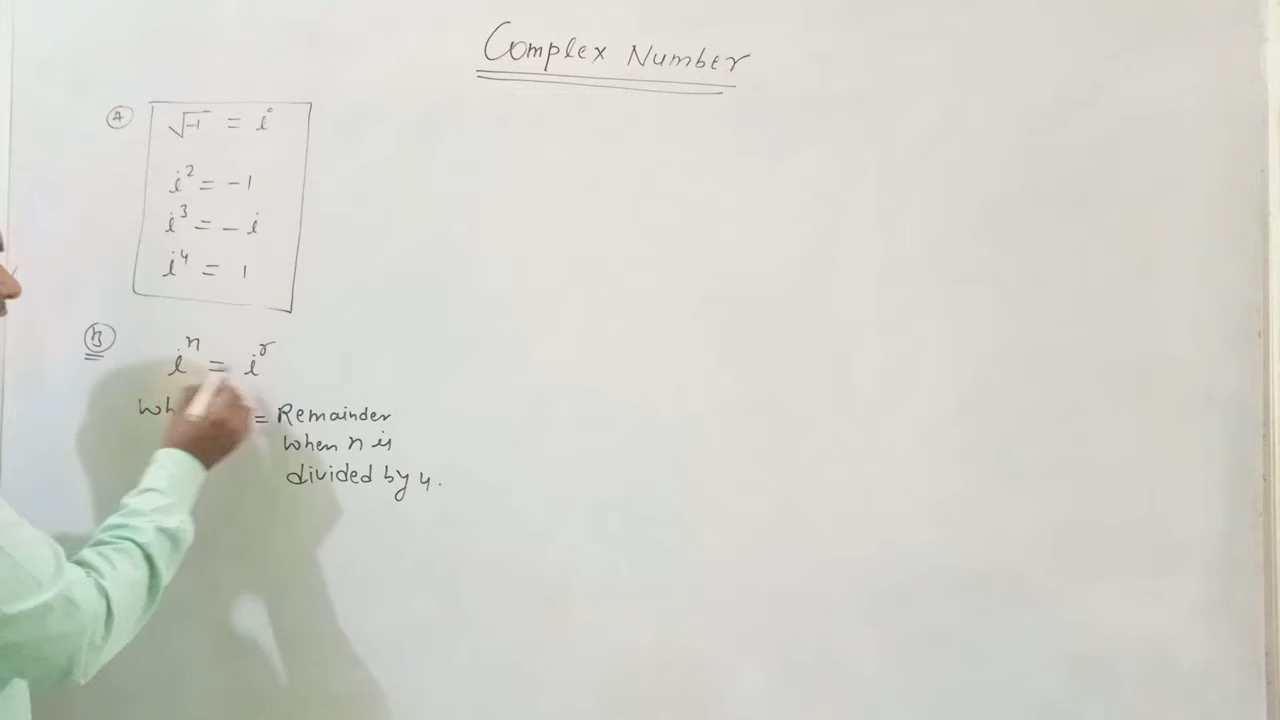 Complex Number
A
√-1 = i
i² = -1
i³ = -i
i⁴ = 1
B
iⁿ = iʳ
= Remainder
when n is
divided by 4.